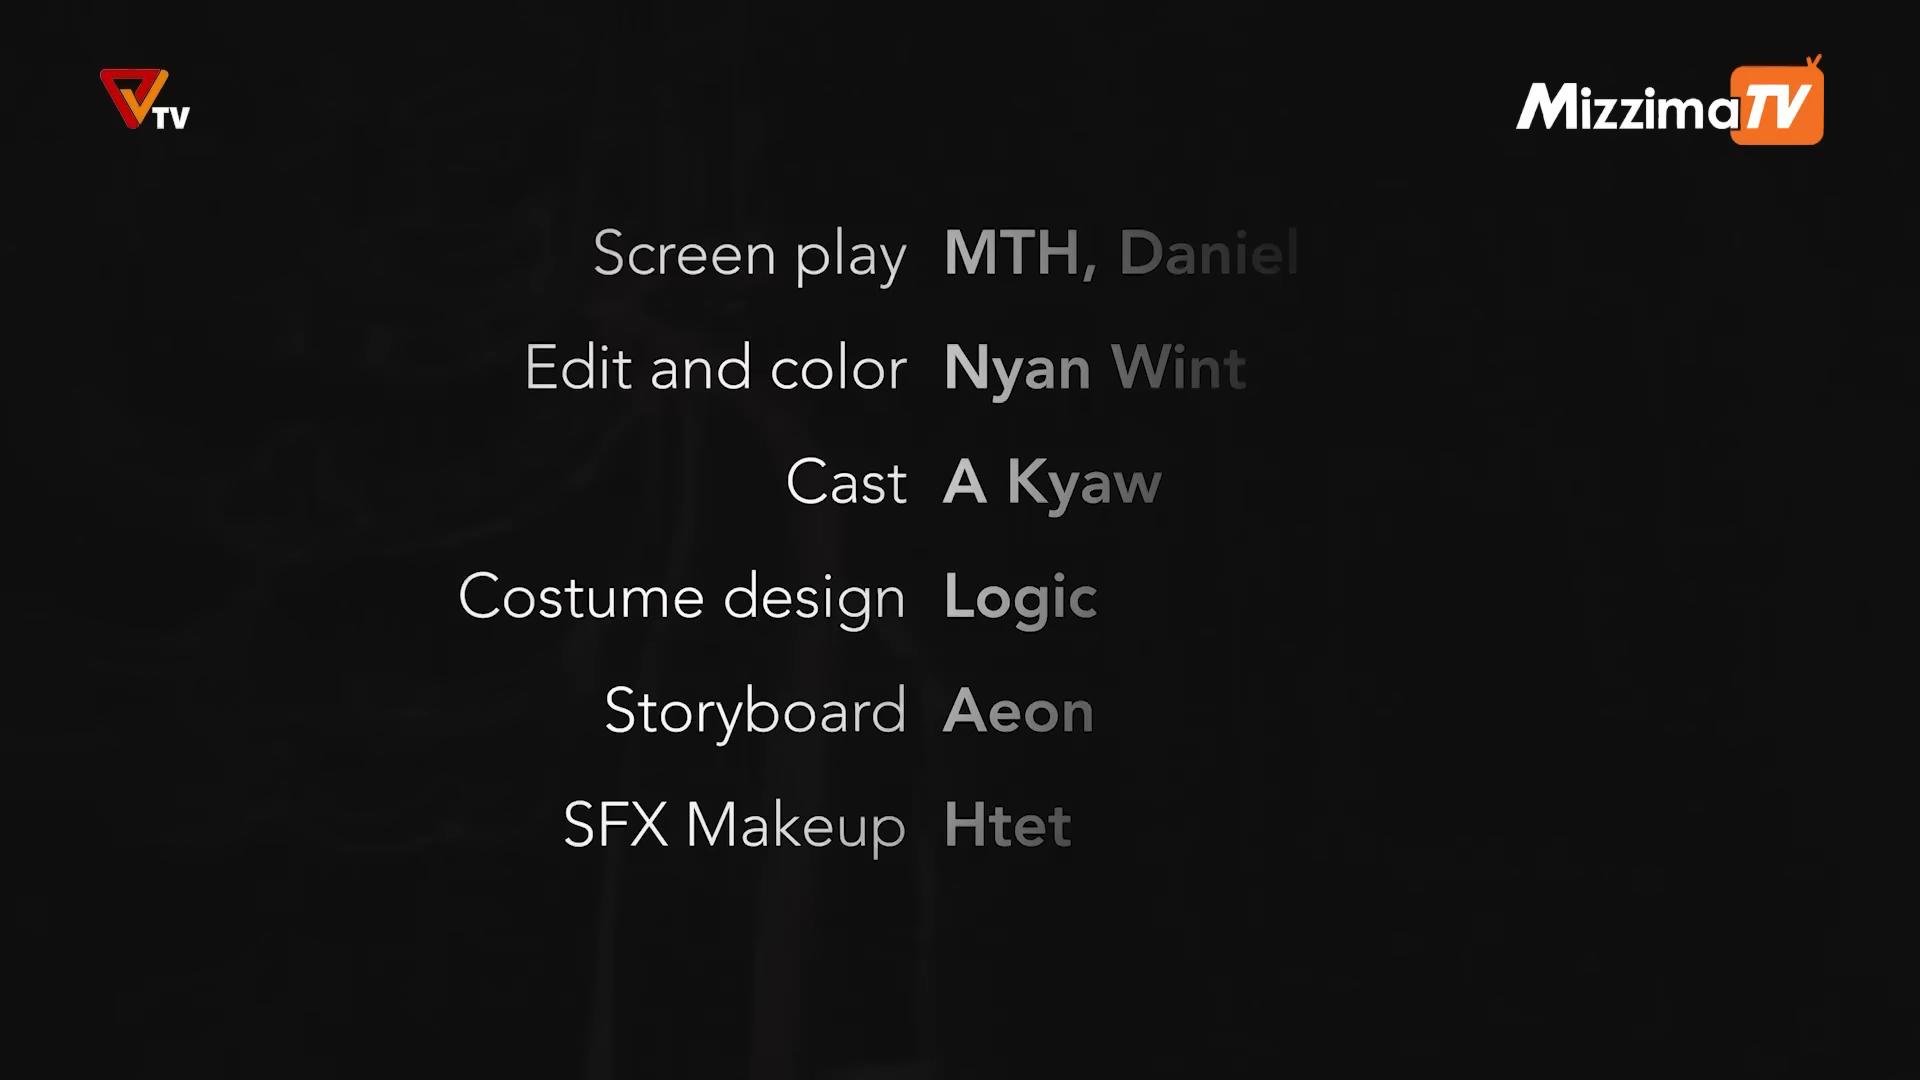 TV
MizzimaTV
Screen play MTH, Daniel
Edit and color Nyan Wint
Cast A Kyaw
Costume design Logic
Storyboard Aeon
SFX Makeup Htet